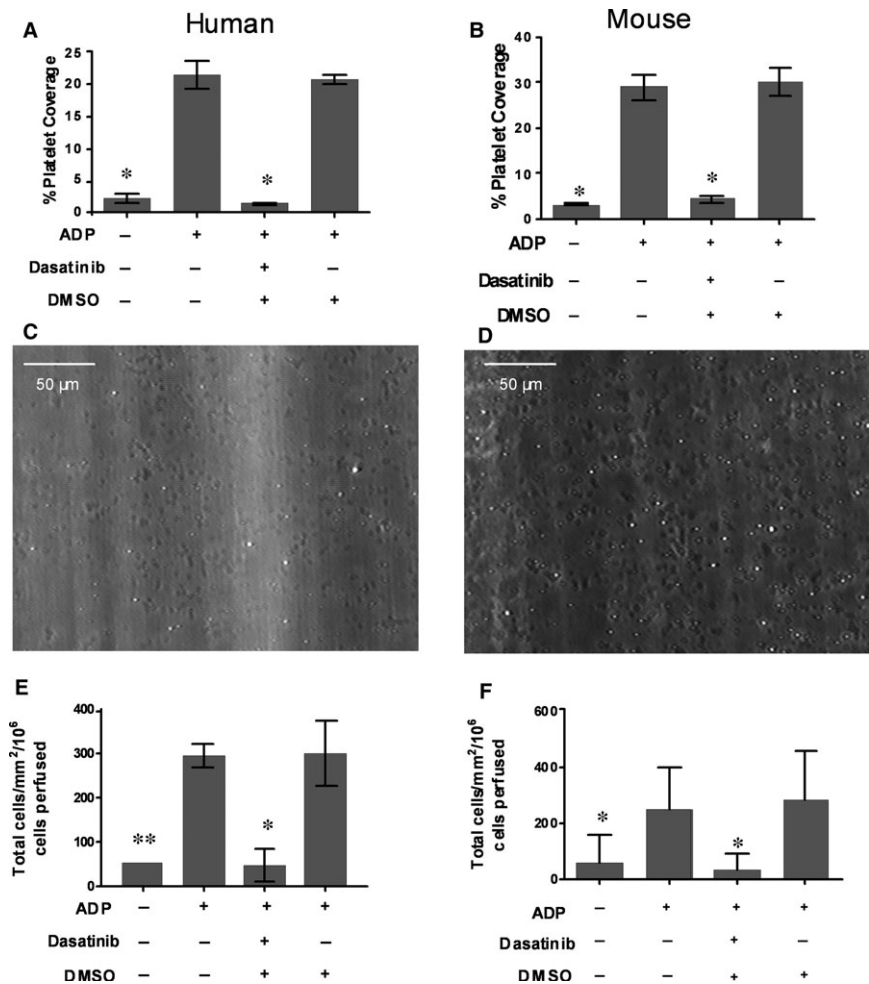 Human
Mouse
A
% Platelet Coverage
25
20
15
10
5
0
*
*
ADP – + + +
Dasatinib – – + –
DMSO – – + +
B
% Platelet Coverage
40
30
20
10
0
*
*
ADP – + + +
Dasatinib – – + –
DMSO – – + +
C
50 µm
D
50 µm
E
Total cells/mm²/10⁶
cells perfused
400
300
200
100
0
**
*
ADP – + + +
Dasatinib – – + –
DMSO – – + +
F
Total cells/mm²/10⁶
cells perfused
600
400
200
0
*
*
ADP – + + +
Dasatinib – – + –
DMSO – – + +